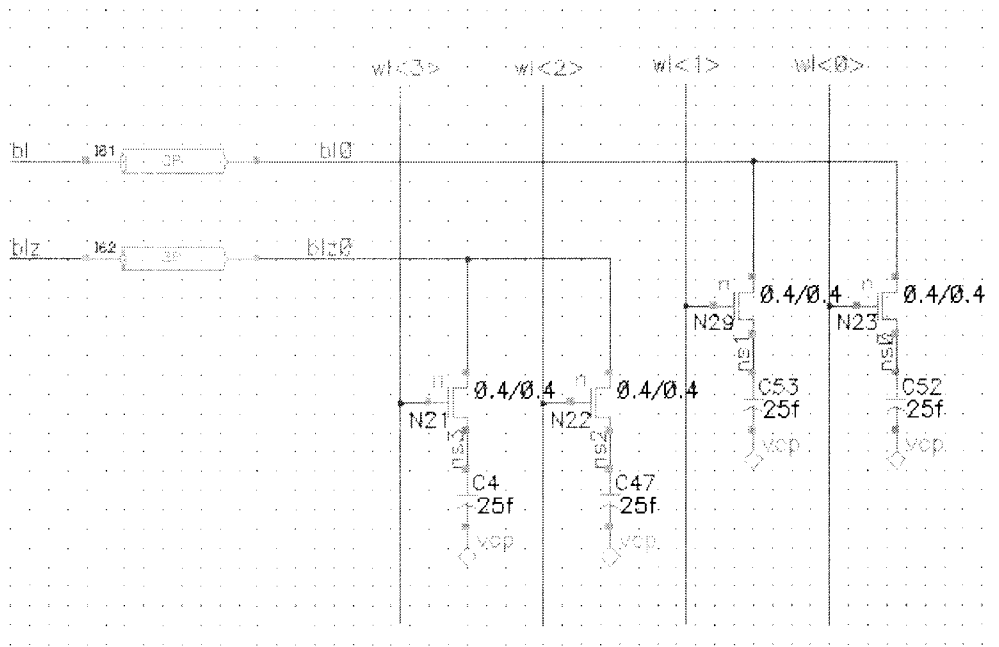 wl<3> wl<2> wl<1> wl<0>
bl I61 bl0
blz I62 blz0
n 0.4/0.4 n 0.4/0.4
N29 N23
ns1 ns0
n 0.4/0.4 n 0.4/0.4
C53 C52
25f 25f
N21 N22
ns3 ns2
vcp vcp
C4 C47
25f 25f
vcp vcp